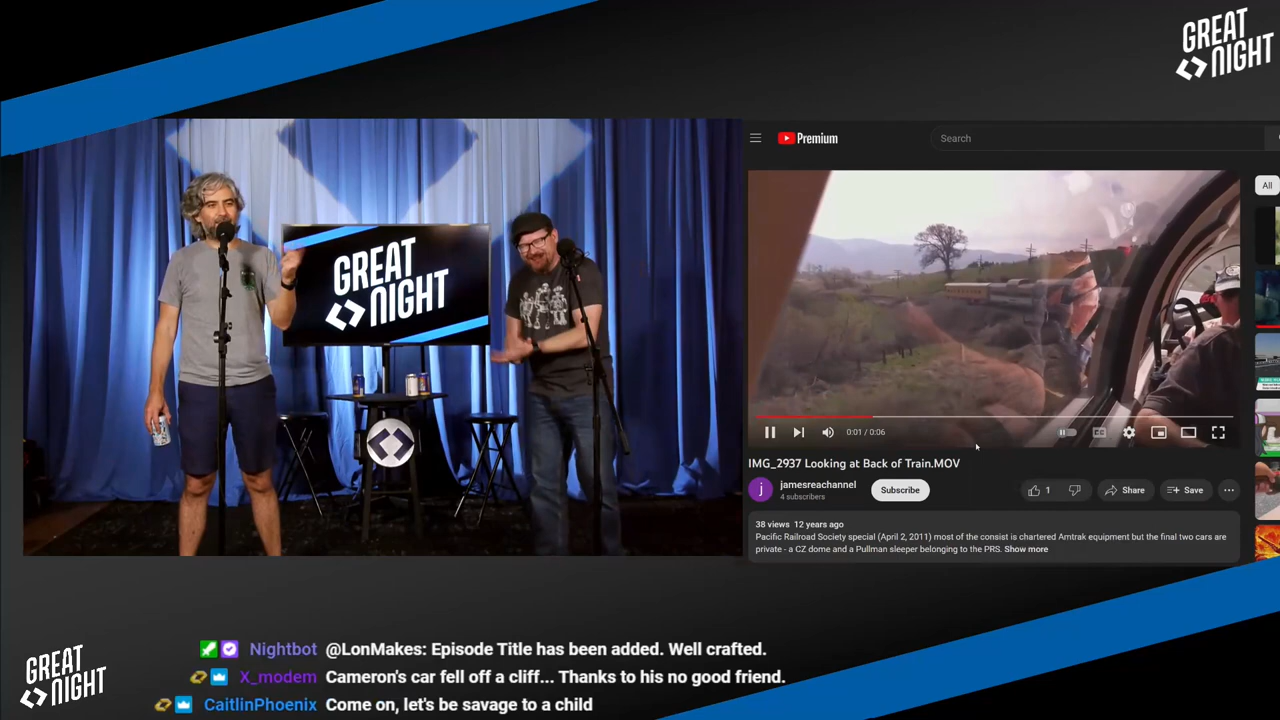 GREAT
NIGHT
GREAT
NIGHT
Premium
Search
All
0:01 / 0:06
IMG_2937 Looking at Back of Train.MOV
j
jamesreachannel
4 subscribers
Subscribe
1
Share
Save
38 views 12 years ago
Pacific Railroad Society special (April 2, 2011) most of the consist is chartered Amtrak equipment but the final two cars are
private - a CZ dome and a Pullman sleeper belonging to the PRS. Show more
GREAT
NIGHT
Nightbot @LonMakes: Episode Title has been added. Well crafted.
X_modem Cameron's car fell off a cliff... Thanks to his no good friend.
CaitlinPhoenix Come on, let's be savage to a child